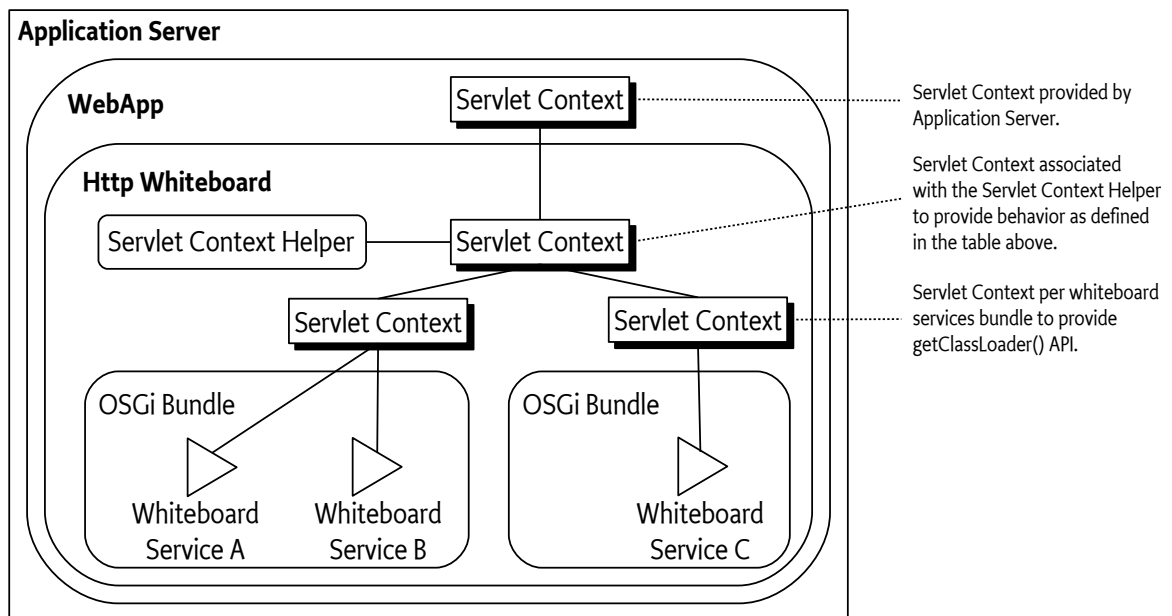 Application Server
WebApp
Servlet Context
Servlet Context provided by
Application Server.
Http Whiteboard
Servlet Context Helper
Servlet Context
Servlet Context associated
with the Servlet Context Helper
to provide behavior as defined
in the table above.
Servlet Context
Servlet Context
Servlet Context per whiteboard
services bundle to provide
getClassLoader() API.
OSGi Bundle
Whiteboard
Service A
Whiteboard
Service B
OSGi Bundle
Whiteboard
Service C